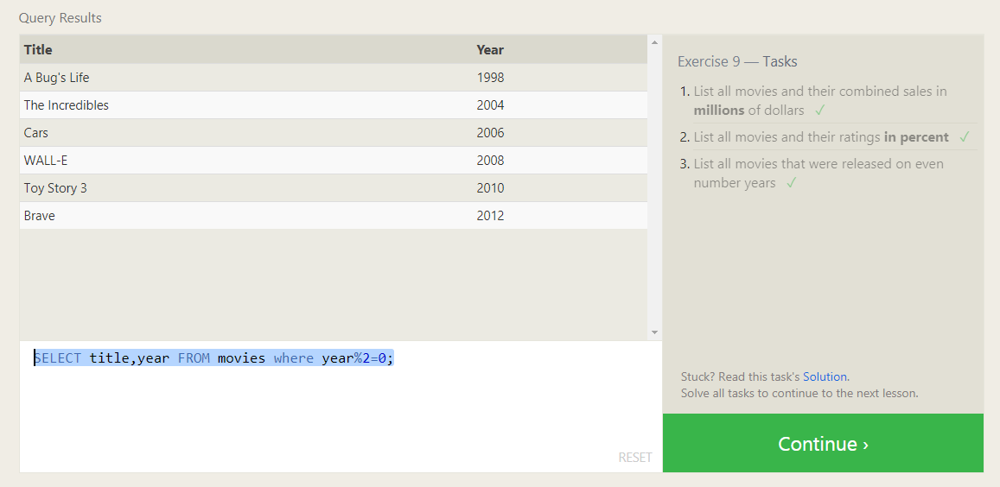 Query Results
Title Year
A Bug's Life 1998
The Incredibles 2004
Cars 2006
WALL-E 2008
Toy Story 3 2010
Brave 2012
SELECT title,year FROM movies where year%2=0;
RESET
Exercise 9 — Tasks
1. List all movies and their combined sales in
millions of dollars ✓
2. List all movies and their ratings in percent ✓
3. List all movies that were released on even
number years ✓
Stuck? Read this task's Solution.
Solve all tasks to continue to the next lesson.
Continue ›